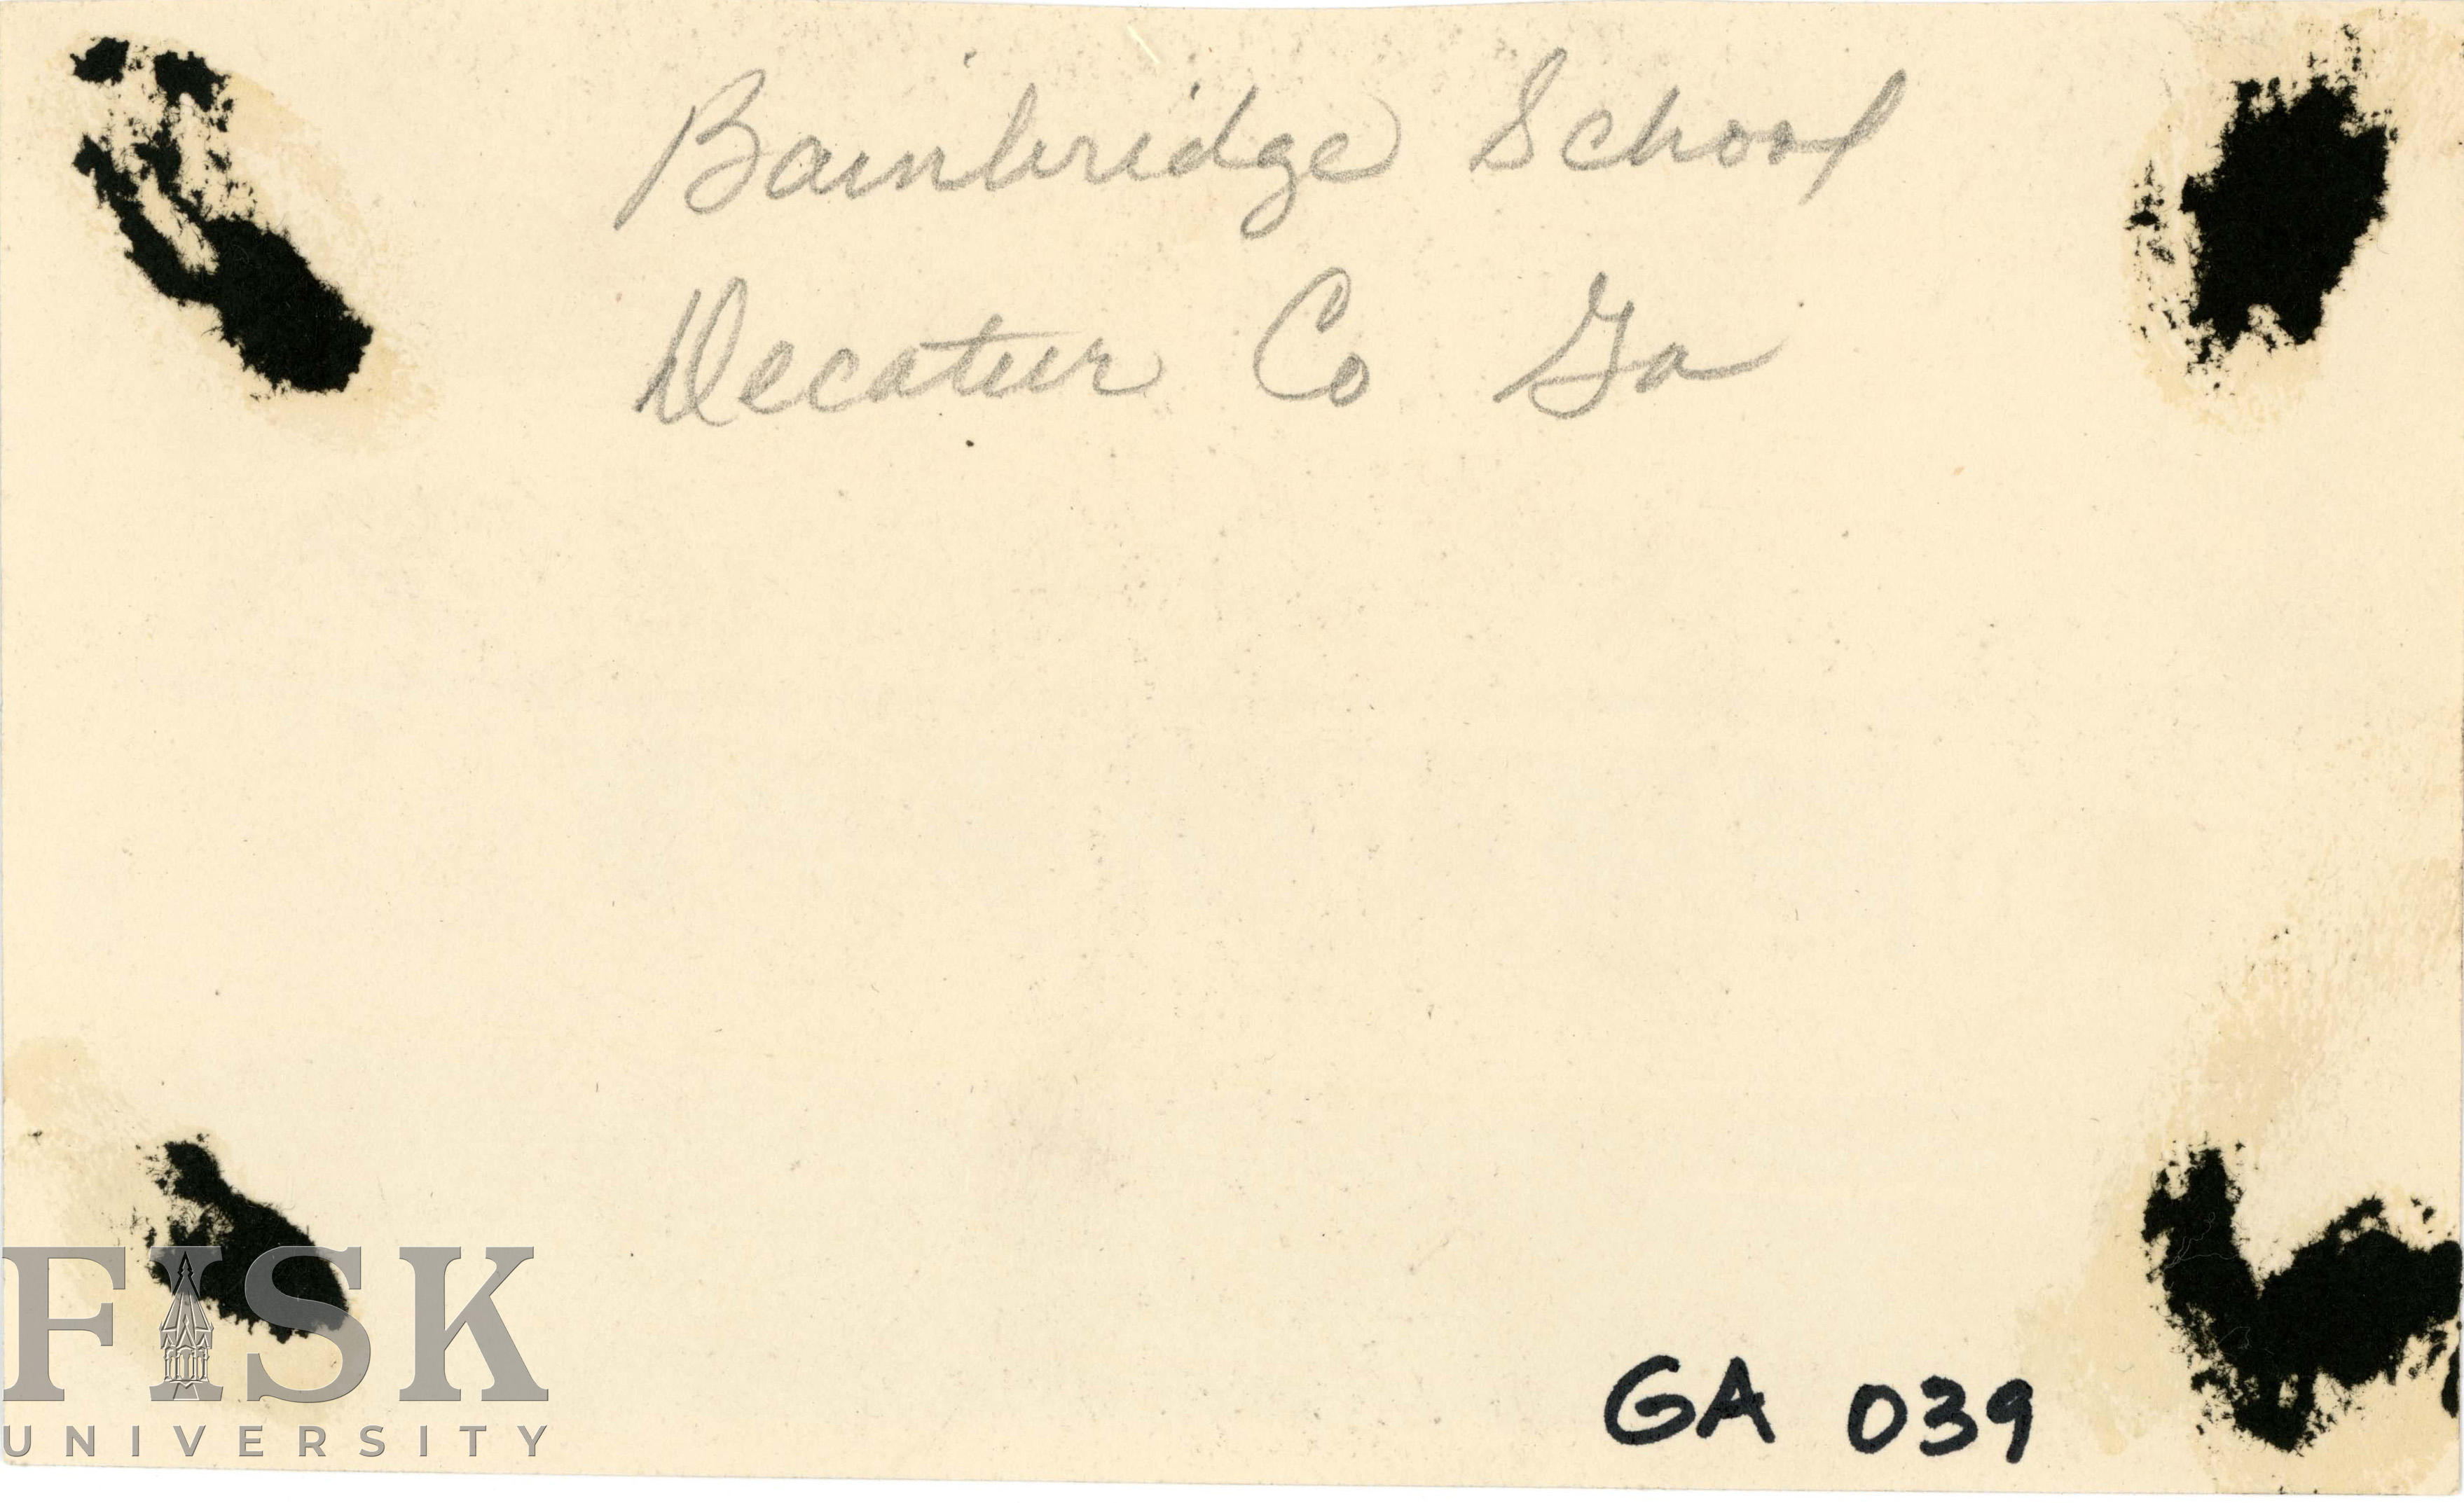 Bainbridge School
Decatur Co Ga
GA 039
FISK
UNIVERSITY